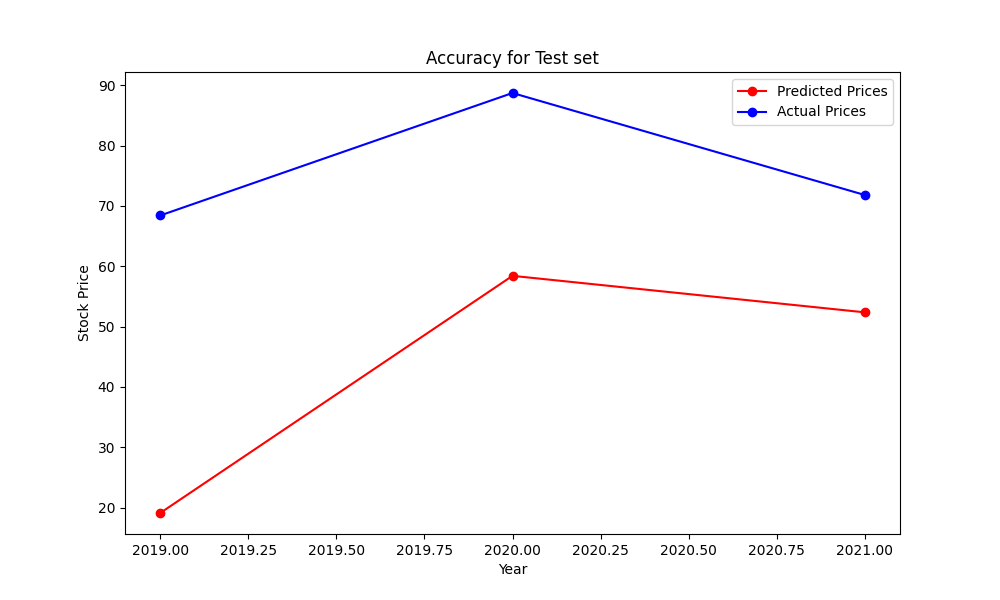 Accuracy for Test set
Predicted Prices
Actual Prices
90
80
70
60
50
40
30
20
Stock Price
2019.00 2019.25 2019.50 2019.75 2020.00 2020.25 2020.50 2020.75 2021.00
Year